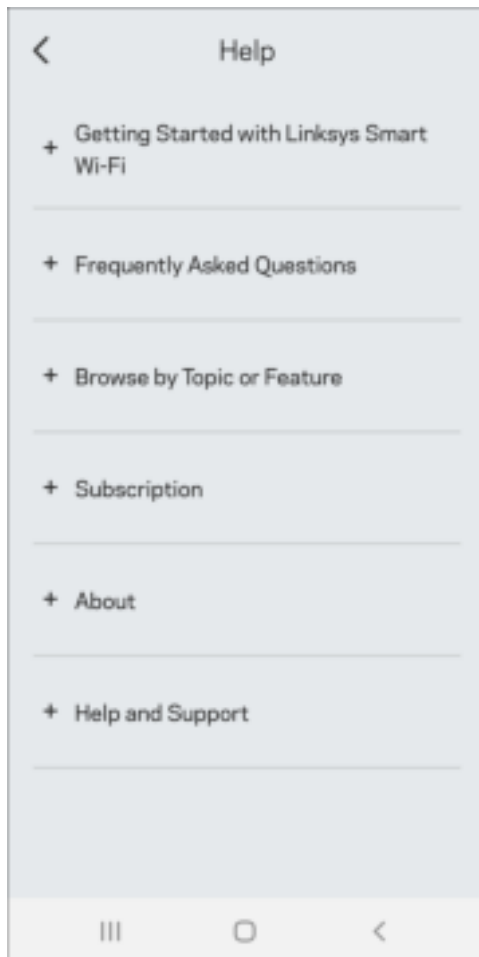 Help
Getting Started with Linksys Smart
Wi-Fi
Frequently Asked Questions
Browse by Topic or Feature
Subscription
About
Help and Support